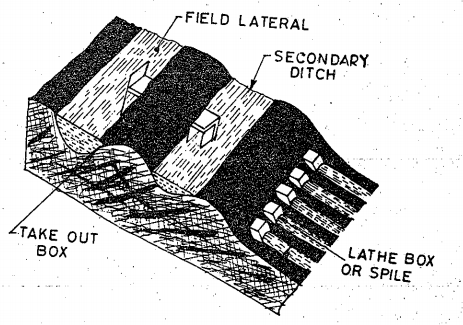 FIELD LATERAL
SECONDARY
DITCH
TAKE OUT
BOX
LATHE BOX
OR SPILE